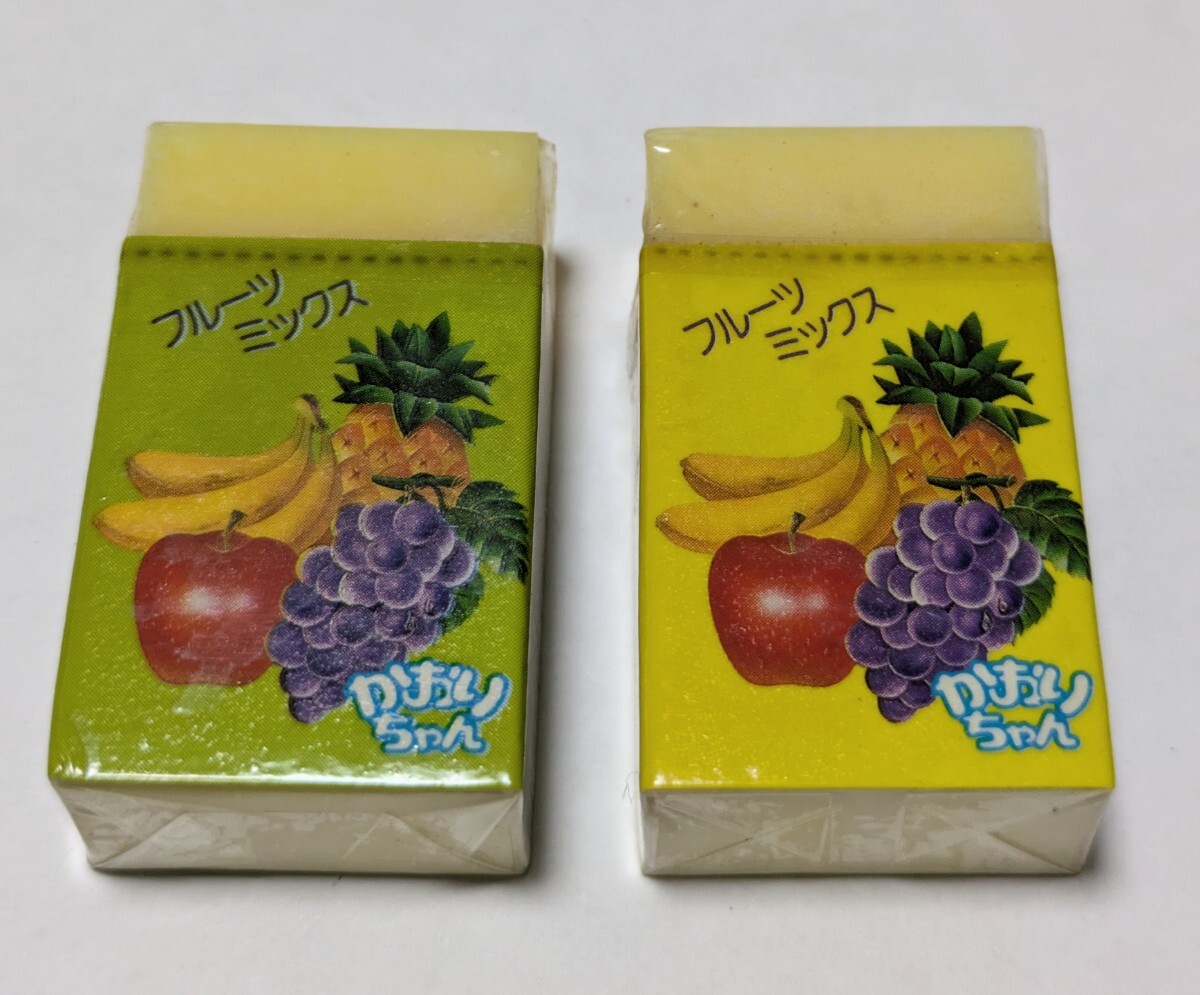 フルーツ
ミックス
かおり
ちゃん
フルーツ
ミックス
かおり
ちゃん